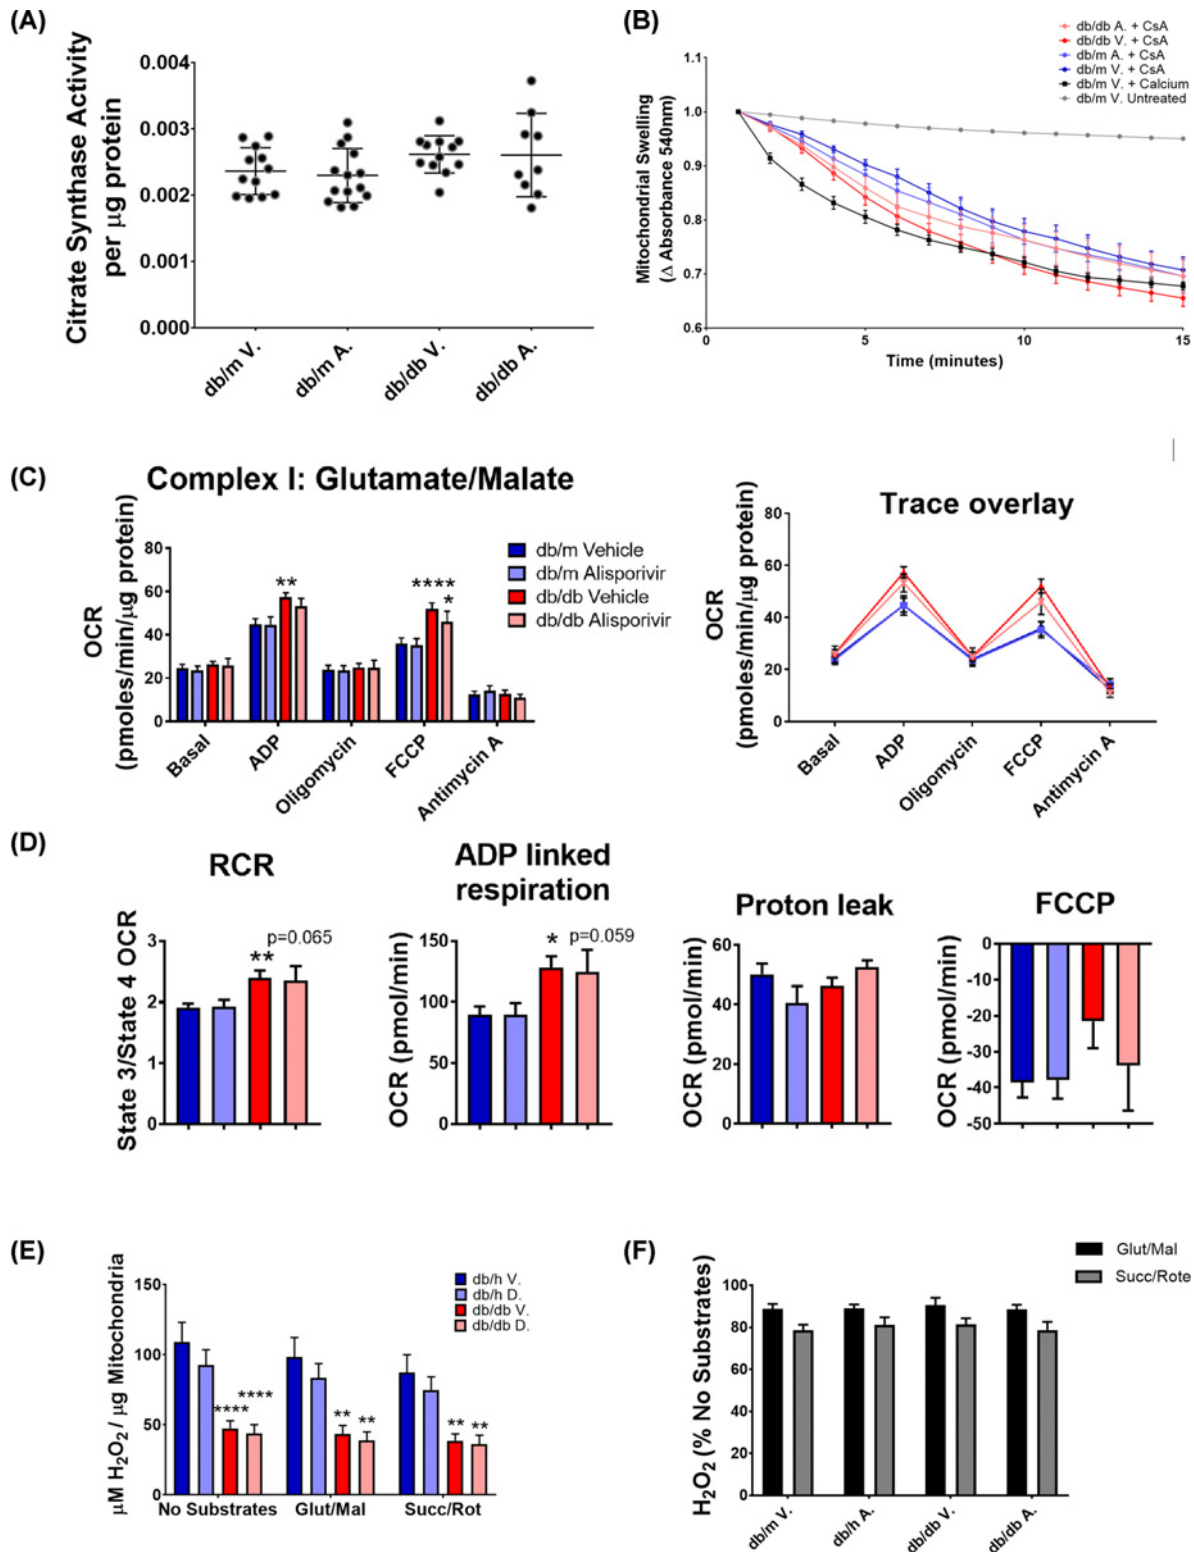 (A)
Citrate Synthase Activity
per μg protein
0.004
0.003
0.002
0.001
0.000
db/m V.
db/m A.
db/db V.
db/db A.
(B)
db/db A. + CsA
db/db V. + CsA
db/m A. + CsA
db/m V. + CsA
db/m V. + Calcium
db/m V. Untreated
Mitochondrial Swelling
(Δ Absorbance 540nm)
1.1
1.0
0.9
0.8
0.7
0.6
0
5
10
15
Time (minutes)
(C)
Complex I: Glutamate/Malate
OCR
(pmoles/min/μg protein)
80
60
40
20
0
**
****
*
db/m Vehicle
db/m Alisporivir
db/db Vehicle
db/db Alisporivir
Basal
ADP
Oligomycin
FCCP
Antimycin A
Trace overlay
OCR
(pmoles/min/μg protein)
80
60
40
20
0
Basal
ADP
Oligomycin
FCCP
Antimycin A
(D)
RCR
State 3/State 4 OCR
3
2
1
0
**
p=0.065
ADP linked
respiration
OCR (pmol/min)
150
100
50
0
*
p=0.059
Proton leak
OCR (pmol/min)
60
40
20
0
FCCP
OCR (pmol/min)
0
-10
-20
-30
-40
-50
(E)
μM H₂O₂ / μg Mitochondria
150
100
50
0
db/h V.
db/h D.
db/db V.
db/db D.
****
****
**
**
**
**
No Substrates
Glut/Mal
Succ/Rot
(F)
Glut/Mal
Succ/Rote
H₂O₂ (% No Substrates)
100
80
60
40
20
0
db/m V.
db/h A.
db/db V.
db/db A.